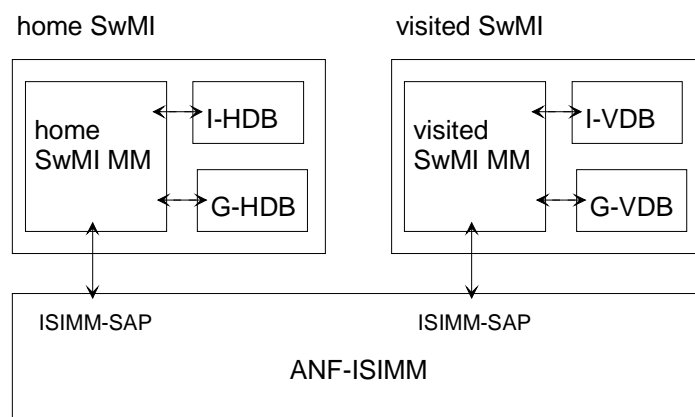 home SwMI
visited SwMI
home
SwMI MM
I-HDB
G-HDB
visited
SwMI MM
I-VDB
G-VDB
ISIMM-SAP
ISIMM-SAP
ANF-ISIMM